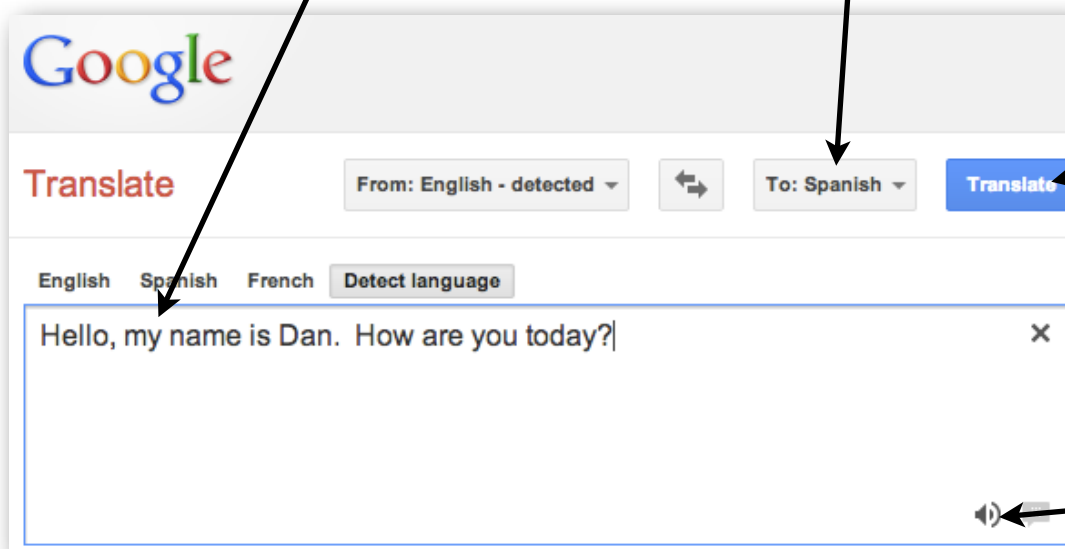 Google
Translate From: English - detected To: Spanish Translate
English Spanish French Detect language
Hello, my name is Dan.  How are you today?